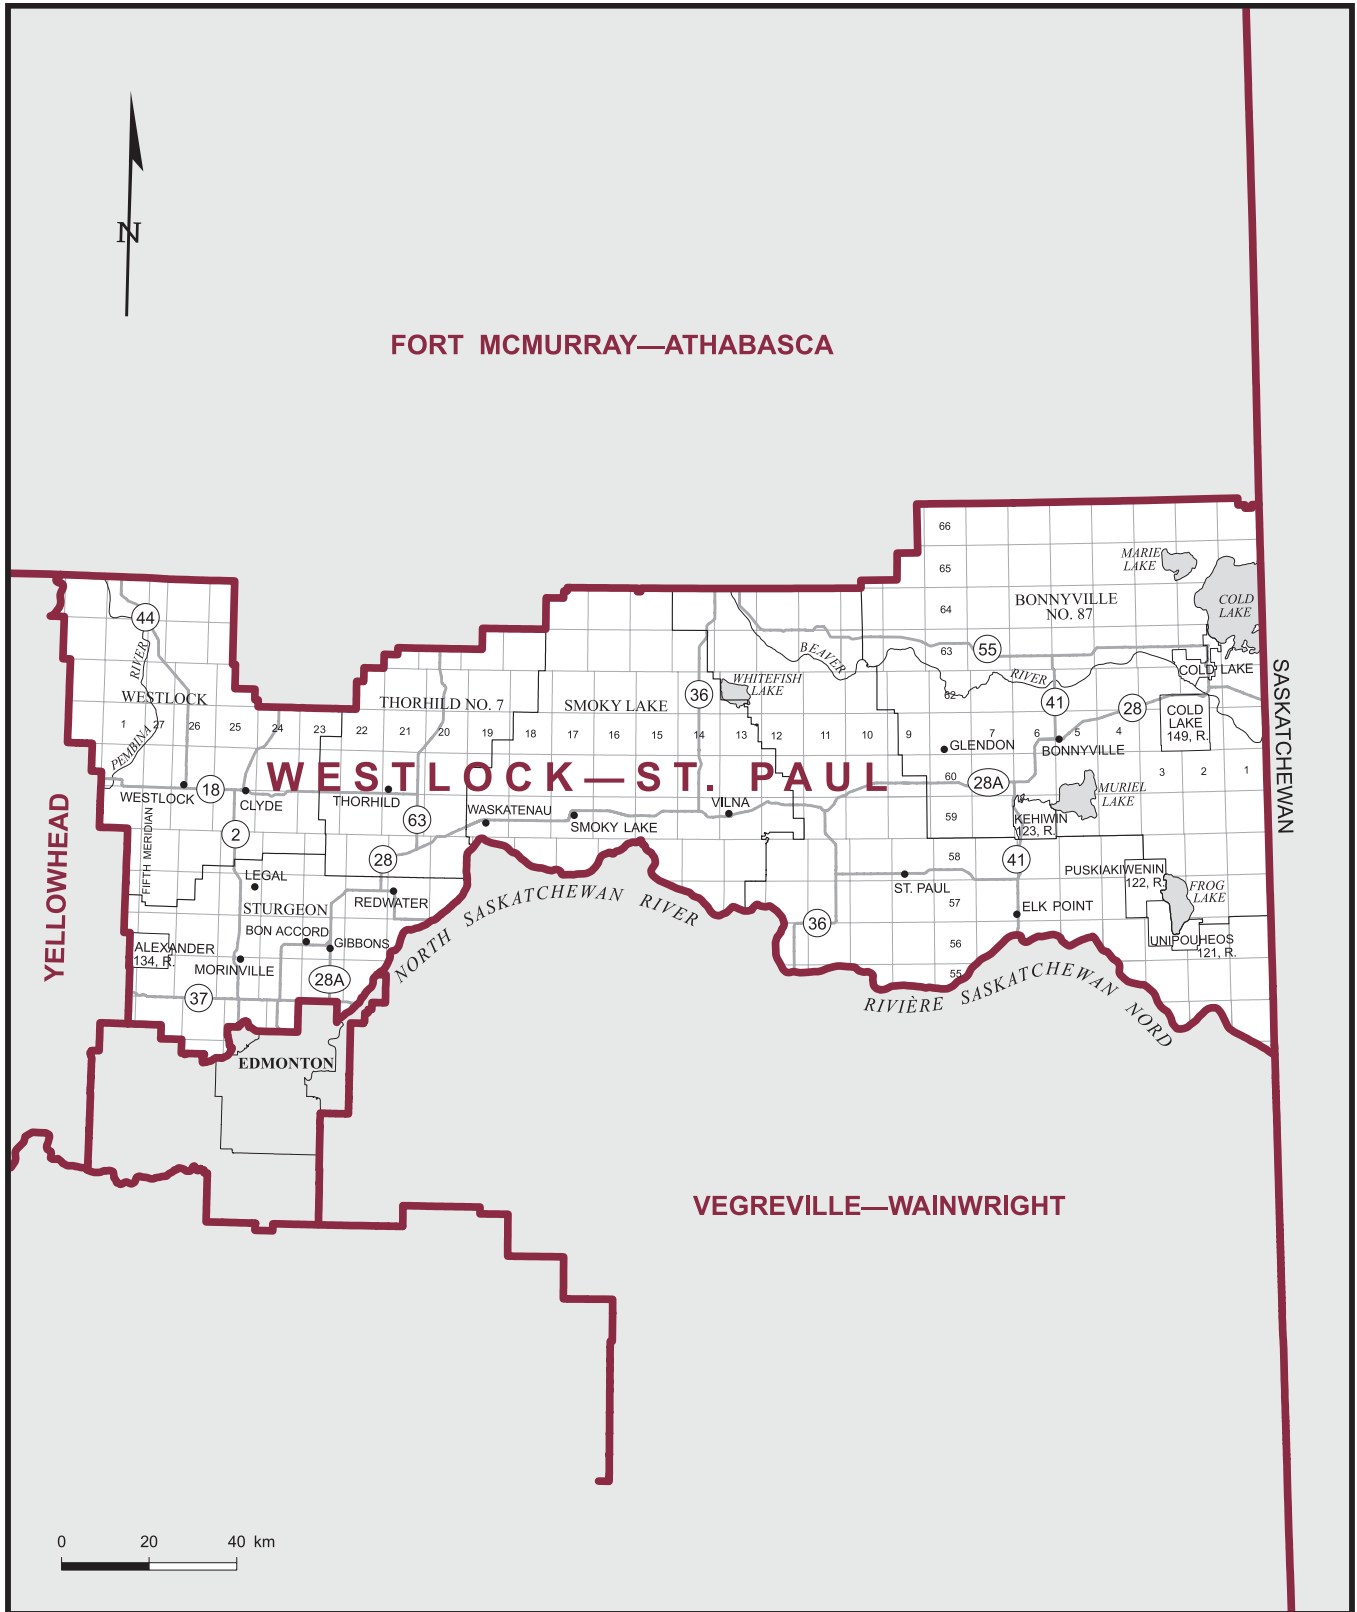 N
FORT MCMURRAY—ATHABASCA
66
MARIE
LAKE
65
COLD
LAKE
BONNYVILLE
NO. 87
64
44
55
63
BEAVER
RIVER
RIVER
COLD LAKE
WHITEFISH
LAKE
SASKATCHEWAN
WESTLOCK
THORHILD NO. 7
SMOKY LAKE
36
62
41
28
COLD
LAKE
149, R.
1
27
26
25
24
23
22
21
20
19
18
17
16
15
14
13
12
11
10
9
7
6
5
4
3
2
1
PEMBINA
GLENDON
BONNYVILLE
WESTLOCK—ST. PAUL
60
28A
MURIEL
LAKE
WESTLOCK
18
CLYDE
THORHILD
WASKATENAU
SMOKY LAKE
VILNA
63
59
KEHIWIN
123, R.
YELLOWHEAD
FIFTH MERIDIAN
2
28
58
41
PUSKIAKIWENIN
122, R.
LEGAL
ST. PAUL
FROG
LAKE
REDWATER
57
ELK POINT
STURGEON
NORTH SASKATCHEWAN RIVER
36
BON ACCORD
GIBBONS
56
UNIPOUHEOS
121, R.
ALEXANDER
134, R.
MORINVILLE
28A
55
37
RIVIÈRE SASKATCHEWAN NORD
EDMONTON
VEGREVILLE—WAINWRIGHT
0 20 40 km